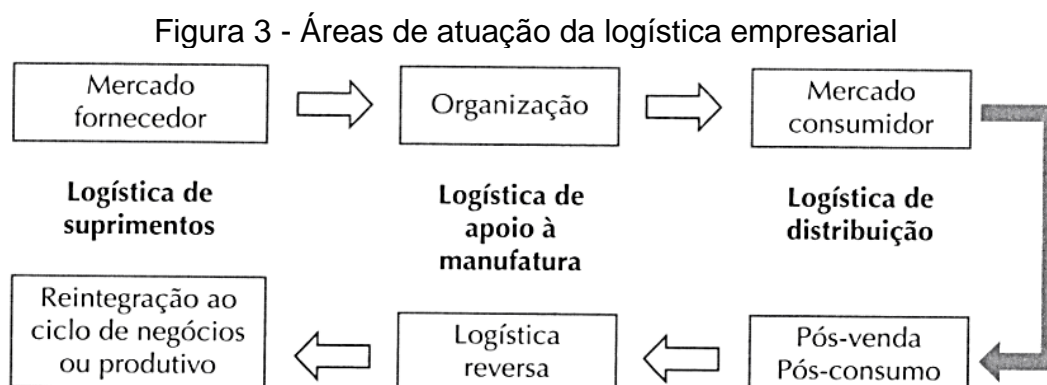 Figura 3 - Áreas de atuação da logística empresarial
Mercado
fornecedor
Organização
Mercado
consumidor
Logística de
suprimentos
Logística de
apoio à
manufatura
Logística de
distribuição
Reintegração ao
ciclo de negócios
ou produtivo
Logística
reversa
Pós-venda
Pós-consumo